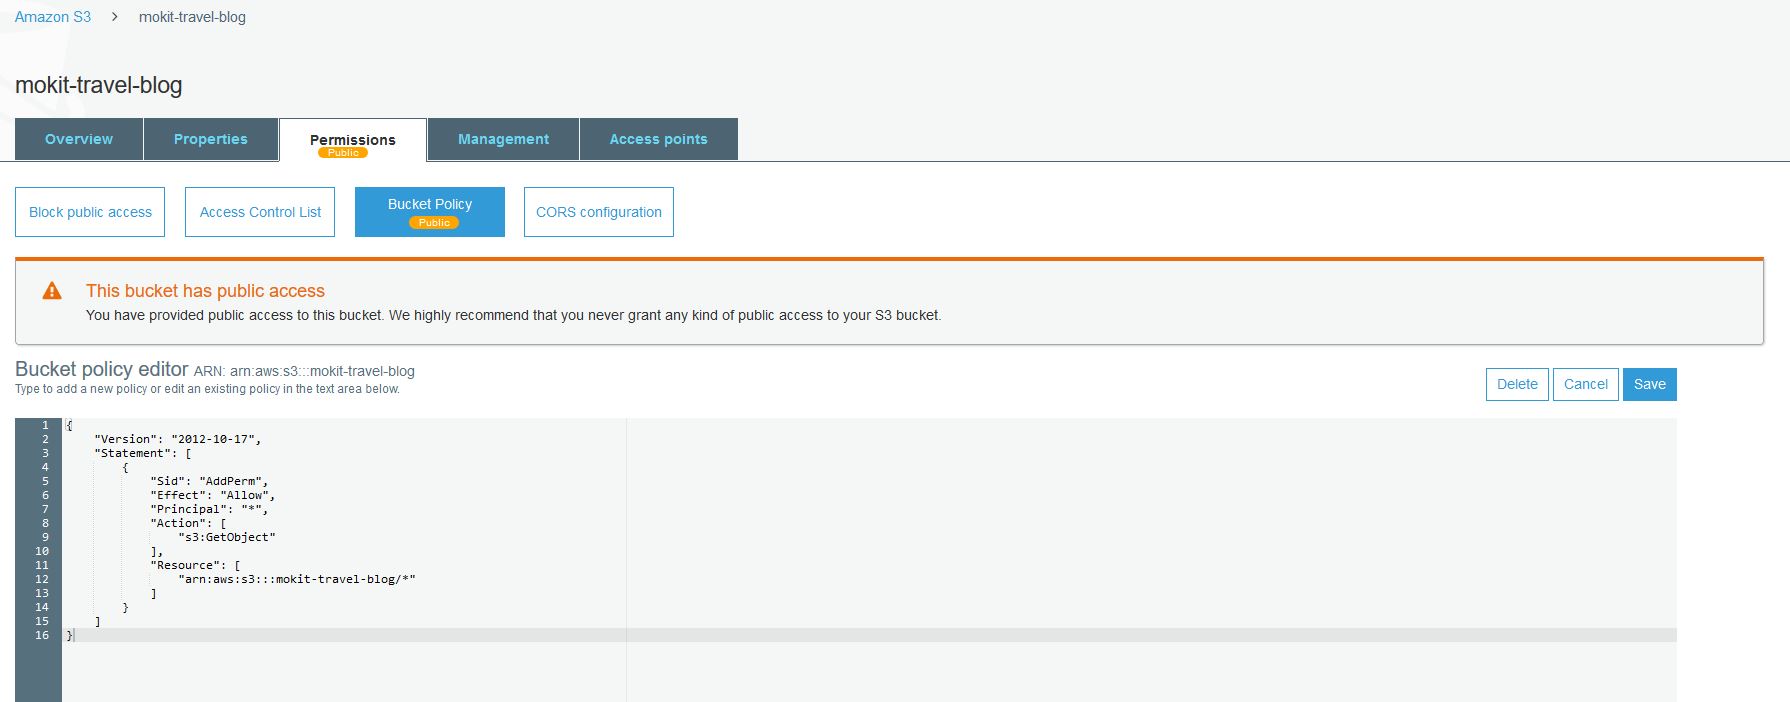 Amazon S3 > mokit-travel-blog
mokit-travel-blog
Overview Properties Permissions Management Access points
Public
Block public access Access Control List Bucket Policy CORS configuration
Public
This bucket has public access
You have provided public access to this bucket. We highly recommend that you never grant any kind of public access to your S3 bucket.
Bucket policy editor ARN: arn:aws:s3:::mokit-travel-blog
Type to add a new policy or edit an existing policy in the text area below.
Delete Cancel Save
1 {
2 "Version": "2012-10-17",
3 "Statement": [
4 {
5 "Sid": "AddPerm",
6 "Effect": "Allow",
7 "Principal": "*",
8 "Action": [
9 "s3:GetObject"
10 ],
11 "Resource": [
12 "arn:aws:s3:::mokit-travel-blog/*"
13 ]
14 }
15 ]
16 }